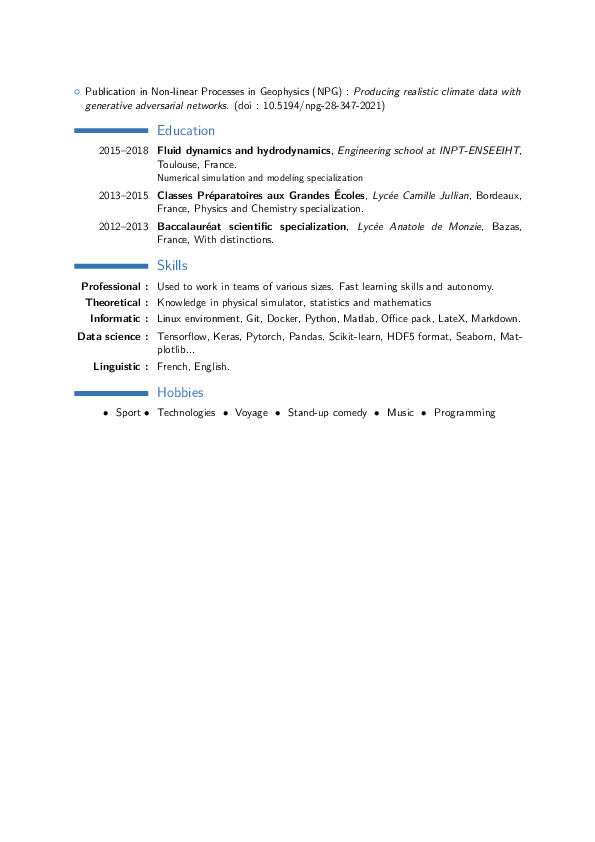 Publication in Non-linear Processes in Geophysics (NPG) : Producing realistic climate data with
generative adversarial networks. (doi : 10.5194/npg-28-347-2021)
Education
2015–2018 Fluid dynamics and hydrodynamics, Engineering school at INPT-ENSEEIHT,
Toulouse, France.
Numerical simulation and modeling specialization
2013–2015 Classes Préparatoires aux Grandes Écoles, Lycée Camille Jullian, Bordeaux,
France, Physics and Chemistry specialization.
2012–2013 Baccalauréat scientific specialization, Lycée Anatole de Monzie, Bazas,
France, With distinctions.
Skills
Professional : Used to work in teams of various sizes. Fast learning skills and autonomy.
Theoretical : Knowledge in physical simulator, statistics and mathematics
Informatic : Linux environment, Git, Docker, Python, Matlab, Office pack, LateX, Markdown.
Data science : Tensorflow, Keras, Pytorch, Pandas, Scikit-learn, HDF5 format, Seaborn, Mat-
plotlib...
Linguistic : French, English.
Hobbies
• Sport • Technologies • Voyage • Stand-up comedy • Music • Programming